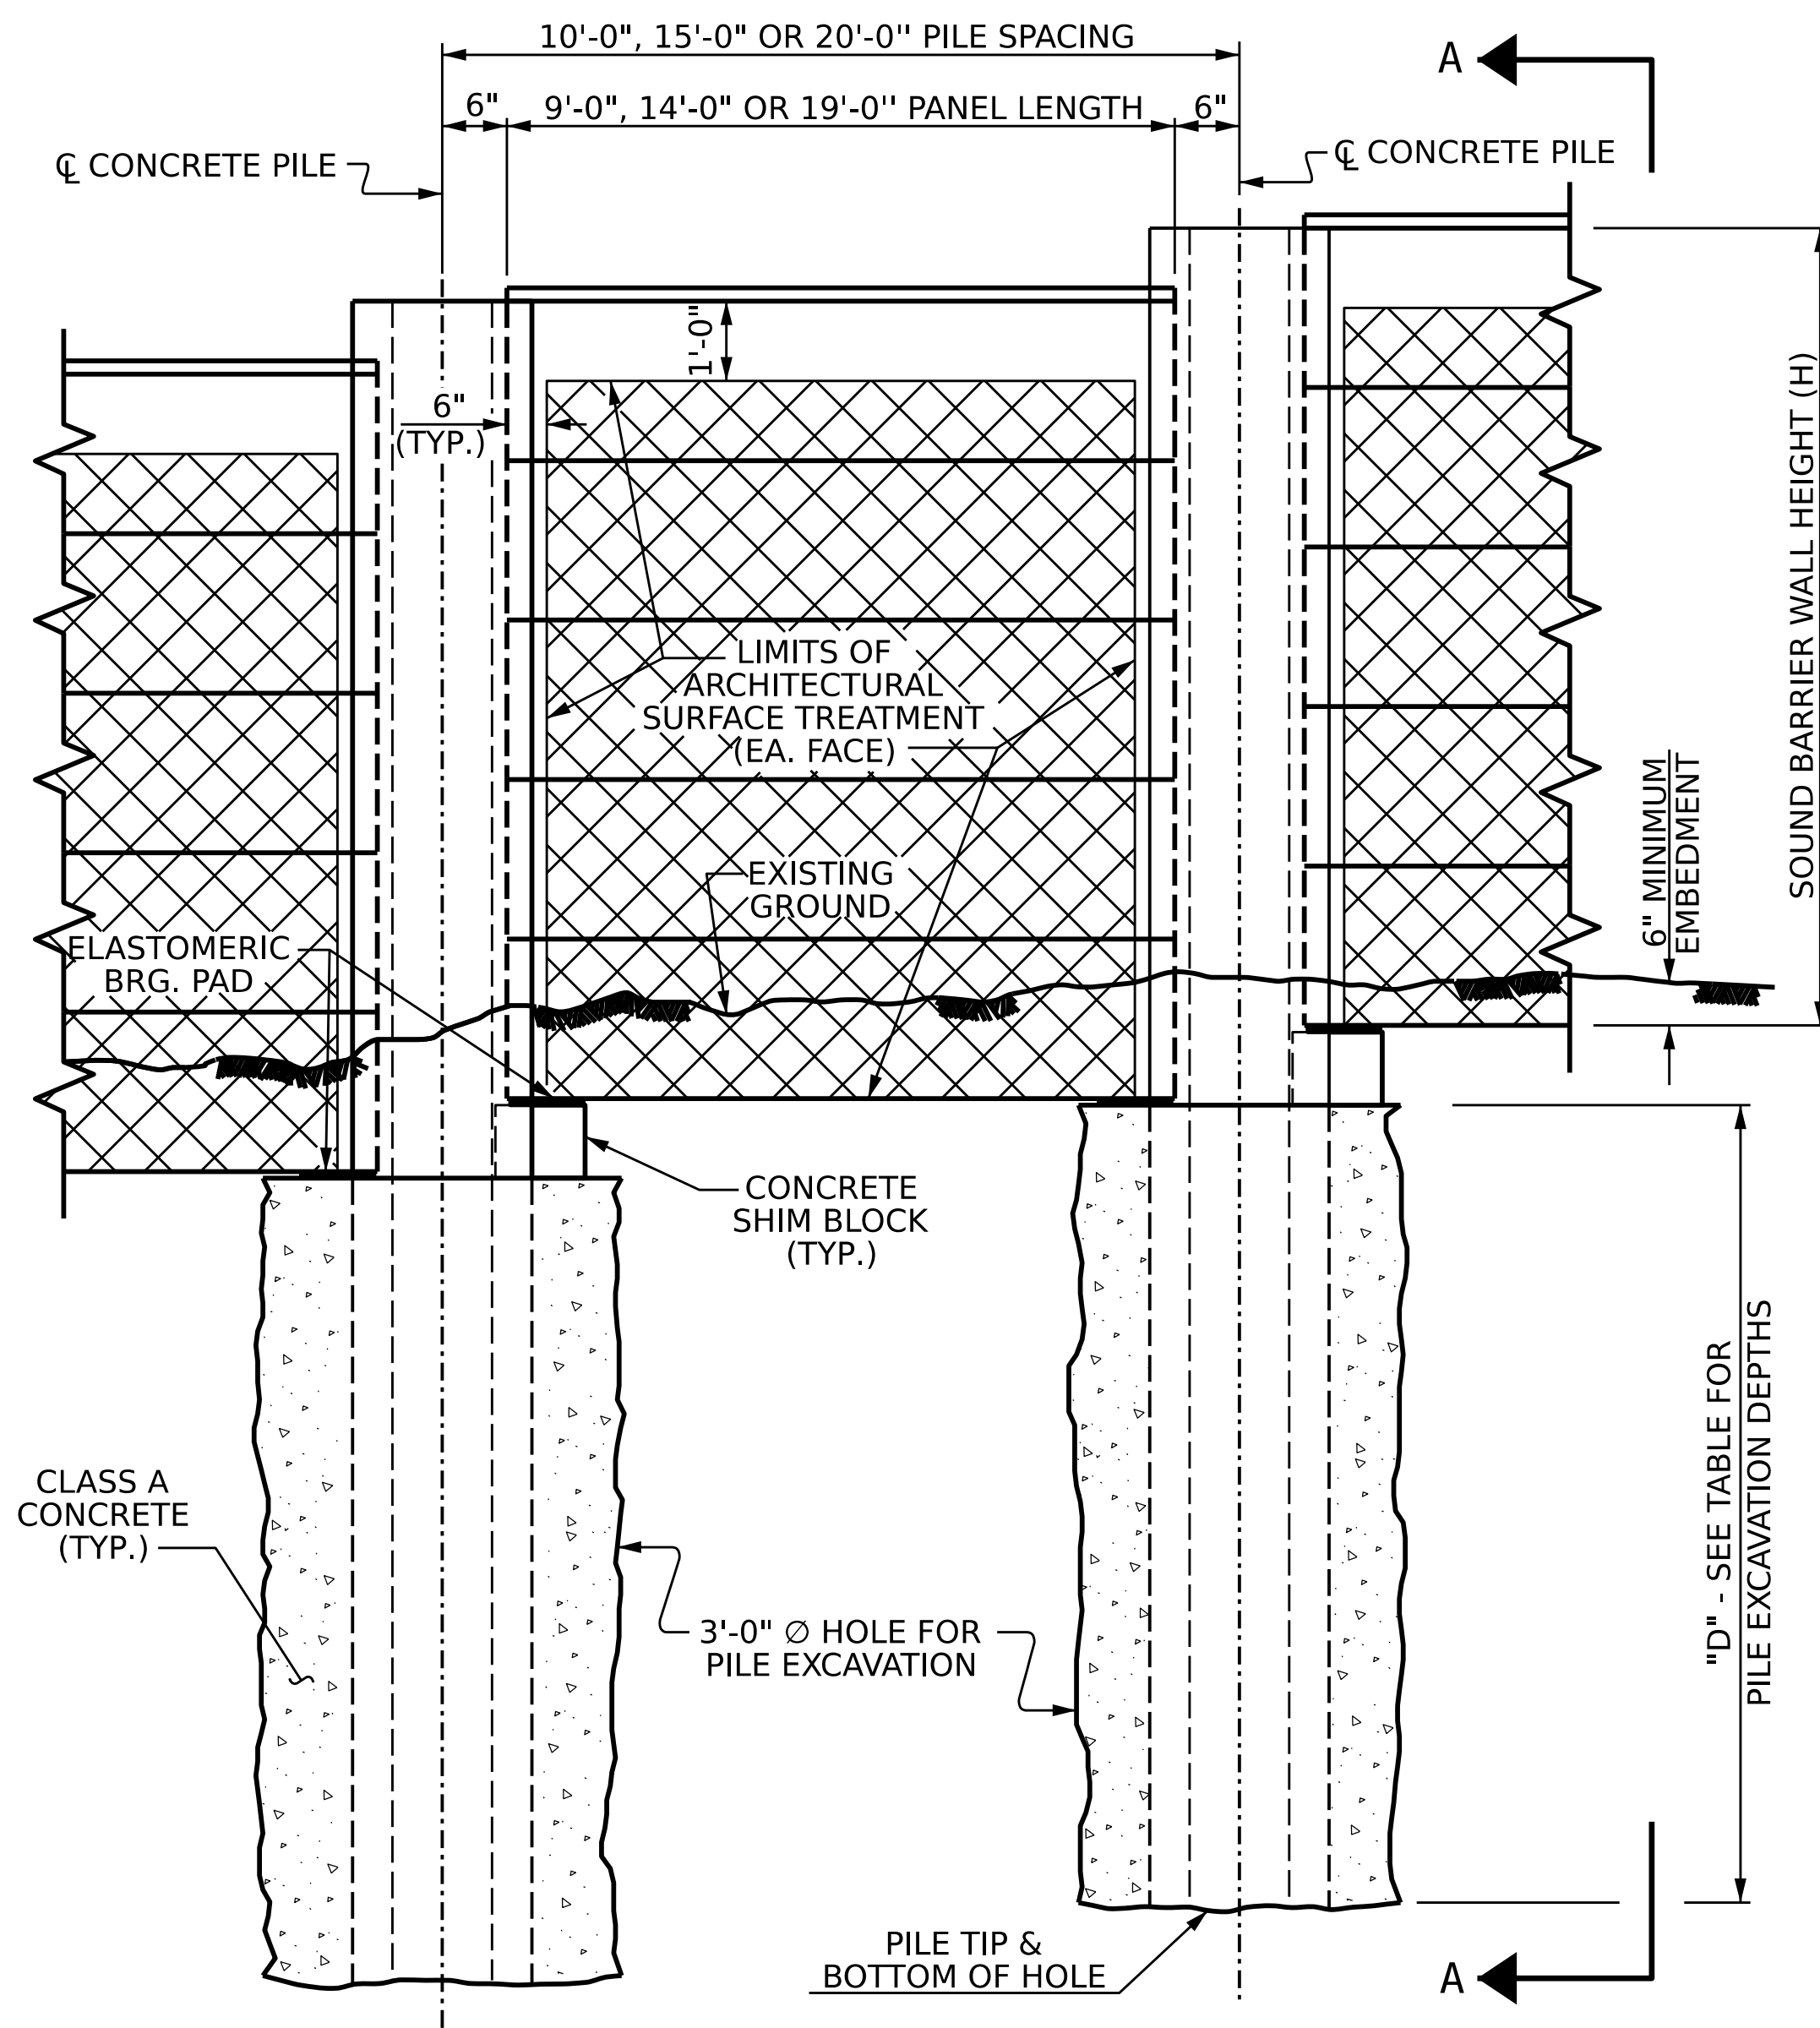 10'-0", 15'-0" OR 20'-0'' PILE SPACING
A
6"
9'-0", 14'-0" OR 19'-0'' PANEL LENGTH
6"
℄ CONCRETE PILE
℄ CONCRETE PILE
1'-0"
6"
(TYP.)
SOUND BARRIER WALL HEIGHT (H)
LIMITS OF
ARCHITECTURAL
SURFACE TREATMENT
(EA. FACE)
6" MINIMUM
EMBEDMENT
EXISTING
GROUND
ELASTOMERIC
BRG. PAD
CONCRETE
SHIM BLOCK
(TYP.)
"D" - SEE TABLE FOR
PILE EXCAVATION DEPTHS
CLASS A
CONCRETE
(TYP.)
3'-0" ∅ HOLE FOR
PILE EXCAVATION
PILE TIP &
BOTTOM OF HOLE
A